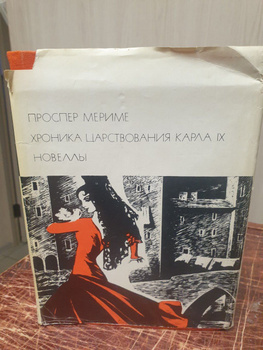 ПРОСПЕР МЕРИМЕ
ХРОНИКА ЦАРСТВОВАНИЯ КАРЛА IX
НОВЕЛЛЫ